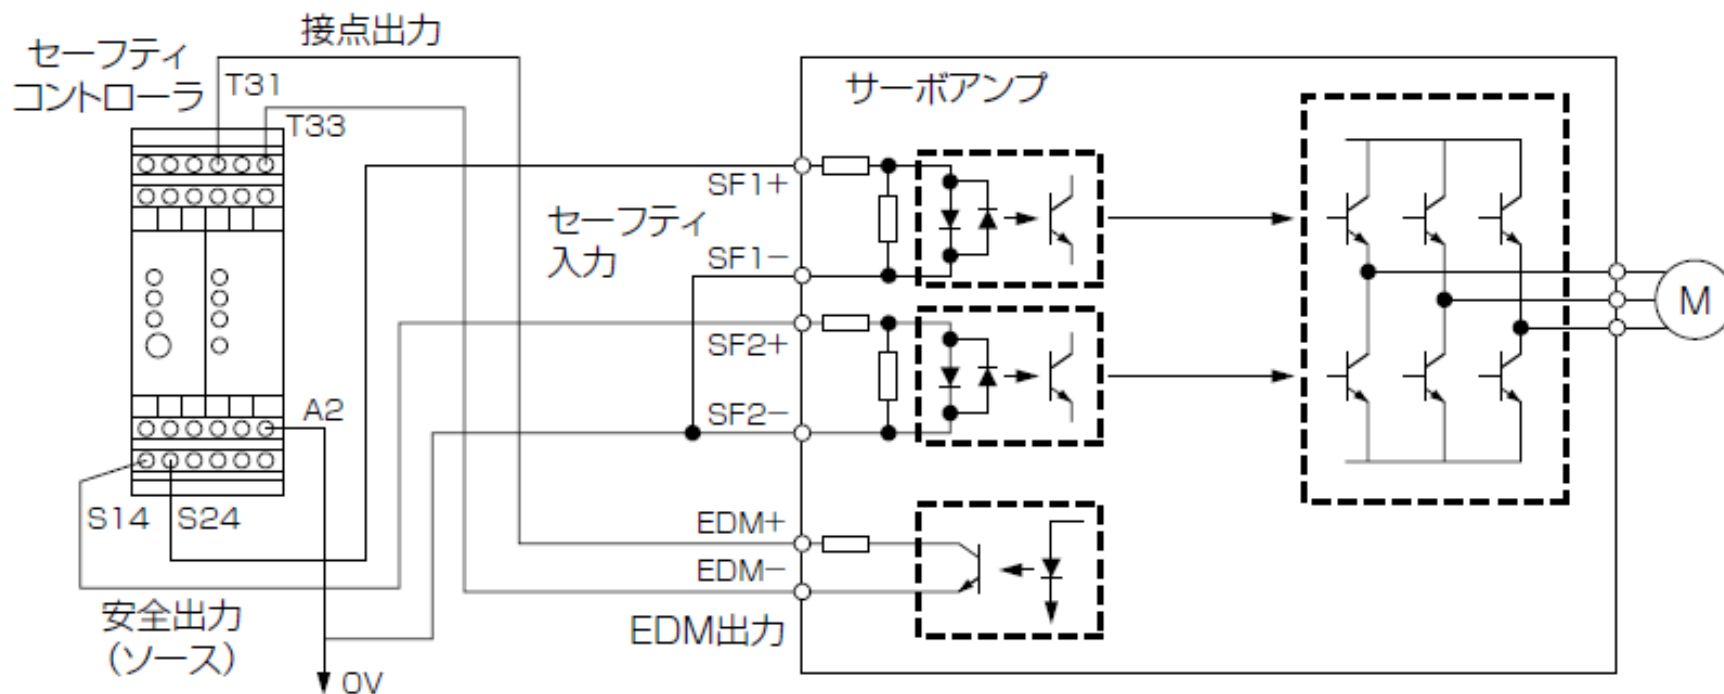 接点出力
セーフティ
コントローラ
T31
T33
サーボアンプ
SF1+
セーフティ
入力
SF1−
SF2+
SF2−
A2
M
S14
S24
EDM+
EDM−
安全出力
(ソース)
EDM出力
0V